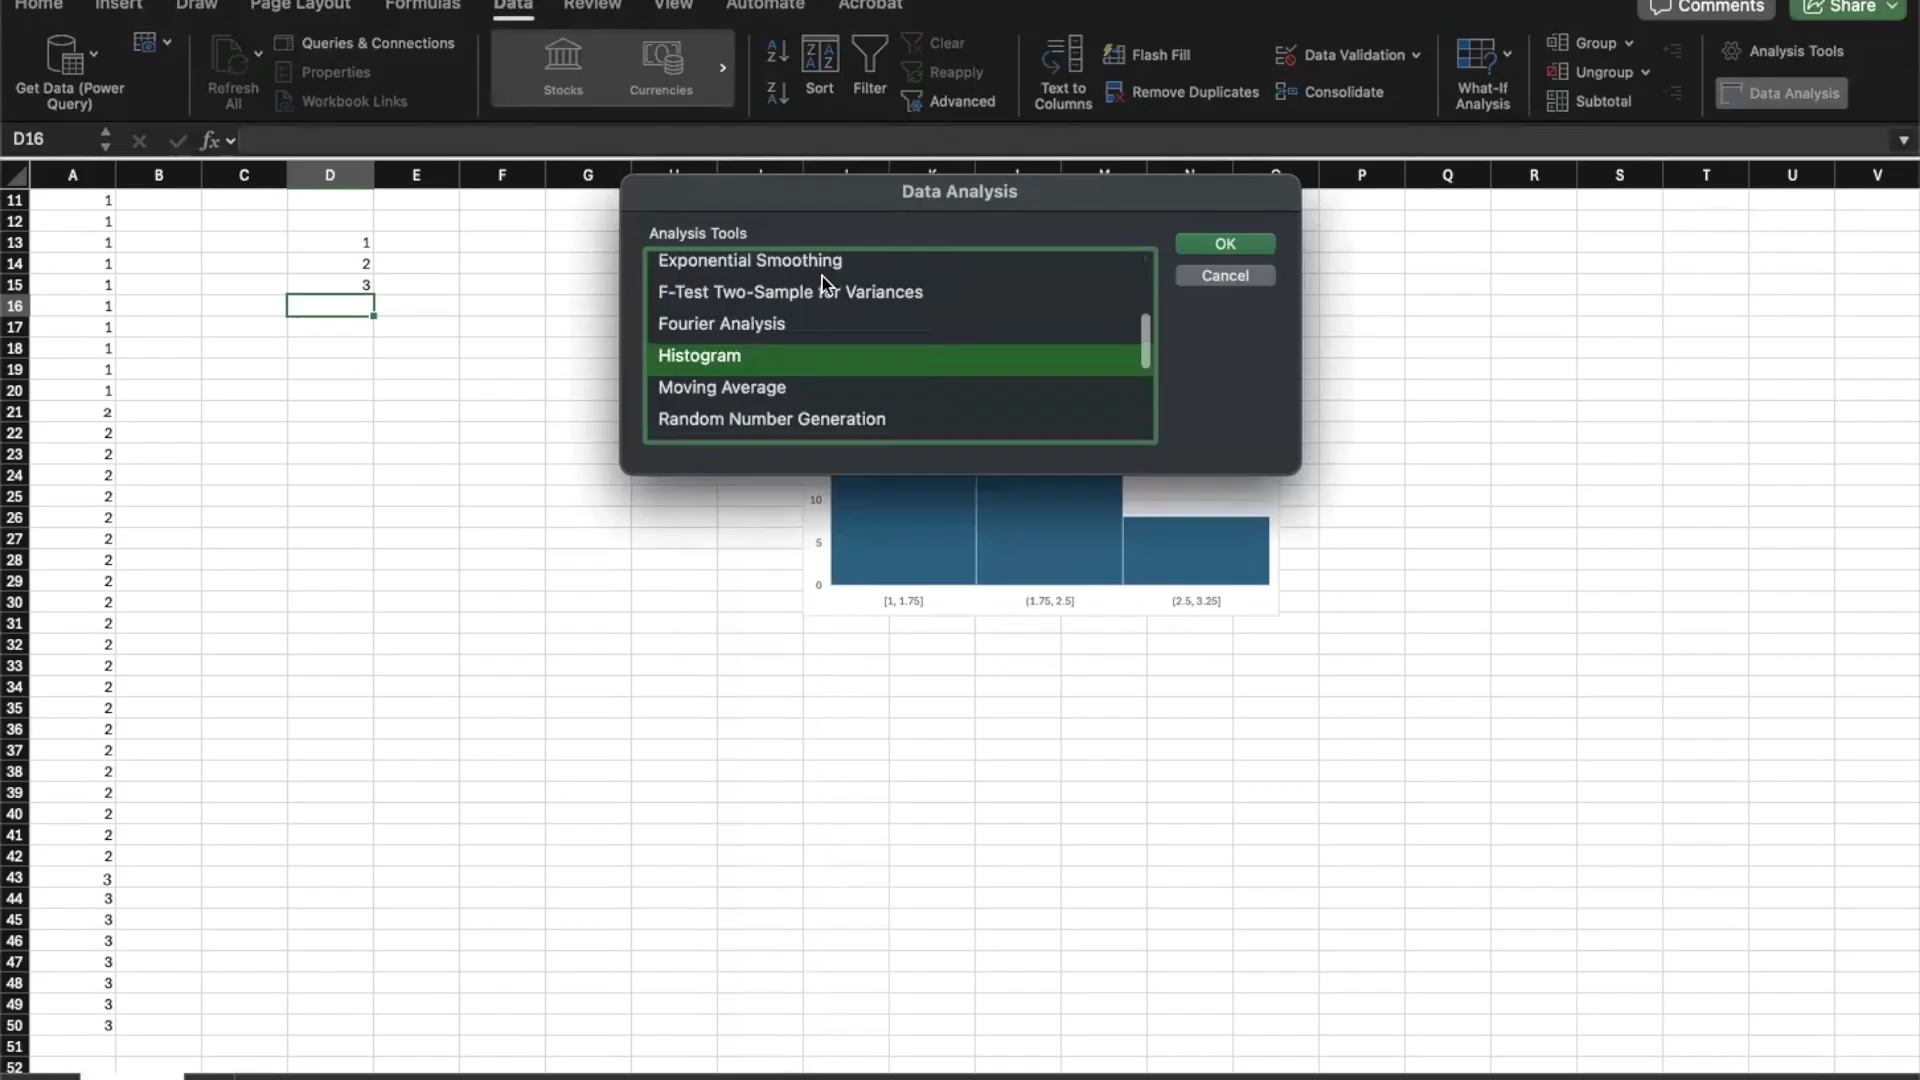 Home Insert Draw Page Layout Formulas Data Review View Automate Acrobat Comments Share
Get Data (Power Query)
Refresh All
Queries & Connections
Properties
Workbook Links
Stocks
Currencies
Sort
Filter
Clear
Reapply
Advanced
Text to Columns
Flash Fill
Remove Duplicates
Data Validation
Consolidate
What-If Analysis
Group
Ungroup
Subtotal
Analysis Tools
Data Analysis
D16 fx
A B C D E F G P Q R S T U V
Data Analysis
Analysis Tools
Exponential Smoothing
F-Test Two-Sample for Variances
Fourier Analysis
Histogram
Moving Average
Random Number Generation
OK
Cancel
11 1
12 1
13 1 1
14 1 2
15 1 3
16 1
17 1
18 1
19 1
20 1
21 2
22 2
23 2
24 2
25 2
26 2
27 2
28 2
29 2
30 2
31 2
32 2
33 2
34 2
35 2
36 2
37 2
38 2
39 2
40 2
41 2
42 2
43 3
44 3
45 3
46 3
47 3
48 3
49 3
50 3
51
52
10
5
0
[1, 1.75] (1.75, 2.5] (2.5, 3.25]